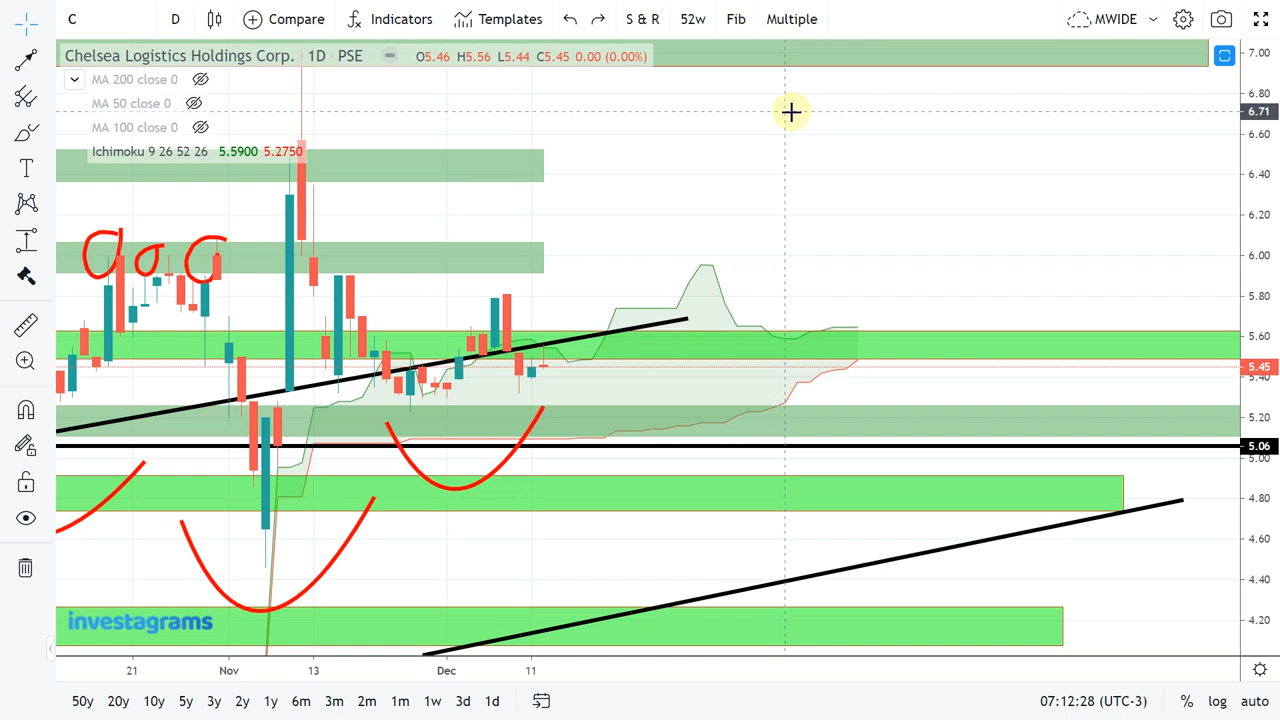 C D Compare Indicators Templates S & R 52w Fib Multiple MWIDE
Chelsea Logistics Holdings Corp. 1D PSE O5.46 H5.56 L5.44 C5.45 0.00 (0.00%)
MA 200 close 0
MA 50 close 0
MA 100 close 0
Ichimoku 9 26 52 26 5.5900 5.2750
7.00
6.80
6.71
6.60
6.40
6.20
6.00
5.80
5.60
5.45
5.40
5.20
5.06
5.00
4.80
4.60
4.40
4.20
investagrams
21 Nov 13 Dec 11
50y 20y 10y 5y 3y 2y 1y 6m 3m 2m 1m 1w 3d 1d 07:12:28 (UTC-3) % log auto